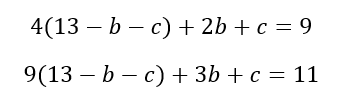 4(13 − b − c) + 2b + c = 9
9(13 − b − c) + 3b + c = 11